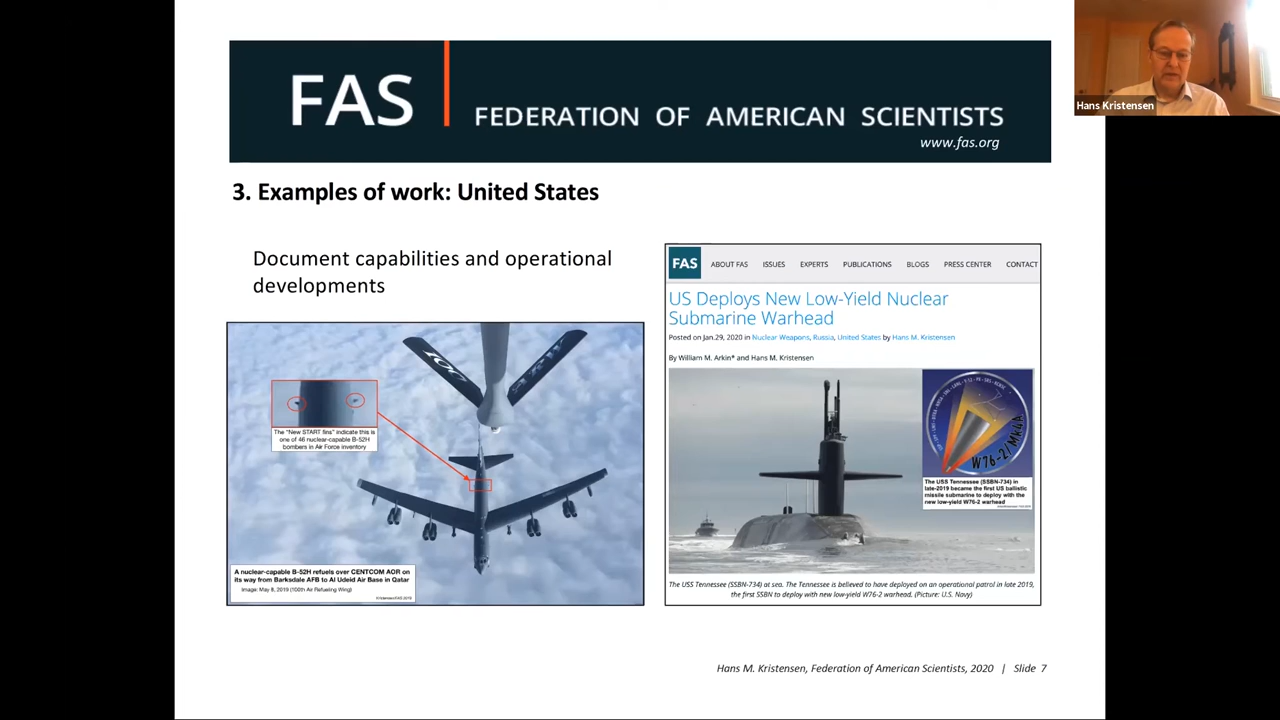 FAS
FEDERATION OF AMERICAN SCIENTISTS
www.fas.org
Hans Kristensen
3. Examples of work: United States
Document capabilities and operational
developments
The "New START fins" indicate this is
one of 46 nuclear-capable B-52H
bombers in Air Force inventory
A nuclear-capable B-52H refuels over CENTCOM AOR on
its way from Barksdale AFB to Al Udeid Air Base in Qatar
Image: May 8, 2019 (100th Air Refueling Wing)
FAS
ABOUT FAS ISSUES EXPERTS PUBLICATIONS BLOGS PRESS CENTER CONTACT
US Deploys New Low-Yield Nuclear
Submarine Warhead
Posted on Jan.29, 2020 in Nuclear Weapons, Russia, United States by Hans M. Kristensen
By William M. Arkin* and Hans M. Kristensen
W76-2/Mk4A
The USS Tennessee (SSBN-734) in
late-2019 became the first US ballistic
missile submarine to deploy with the
new low-yield W76-2 warhead
The USS Tennessee (SSBN-734) at sea. The Tennessee is believed to have deployed on an operational patrol in late 2019,
the first SSBN to deploy with new low-yield W76-2 warhead. (Picture: U.S. Navy)
Hans M. Kristensen, Federation of American Scientists, 2020 | Slide 7